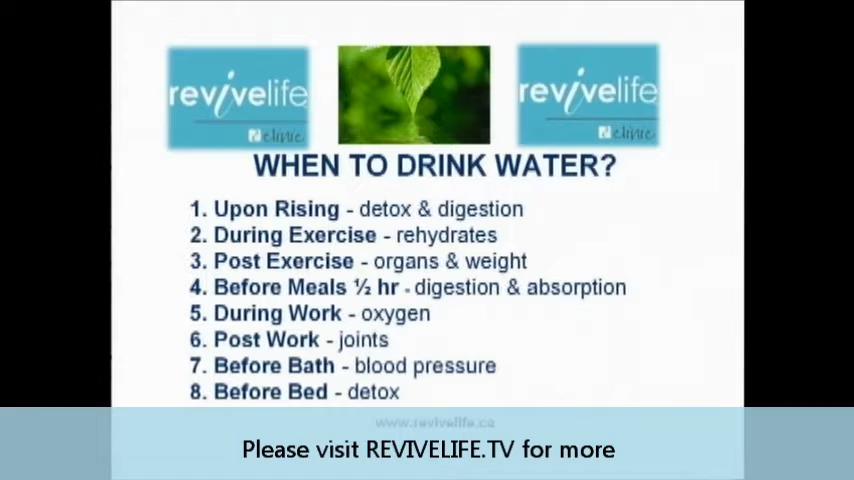 revivelife
clinic
revivelife
clinic
WHEN TO DRINK WATER?
1. Upon Rising - detox & digestion
2. During Exercise - rehydrates
3. Post Exercise - organs & weight
4. Before Meals ½ hr - digestion & absorption
5. During Work - oxygen
6. Post Work - joints
7. Before Bath - blood pressure
8. Before Bed - detox
www.revivelife.ca
Please visit REVIVELIFE.TV for more